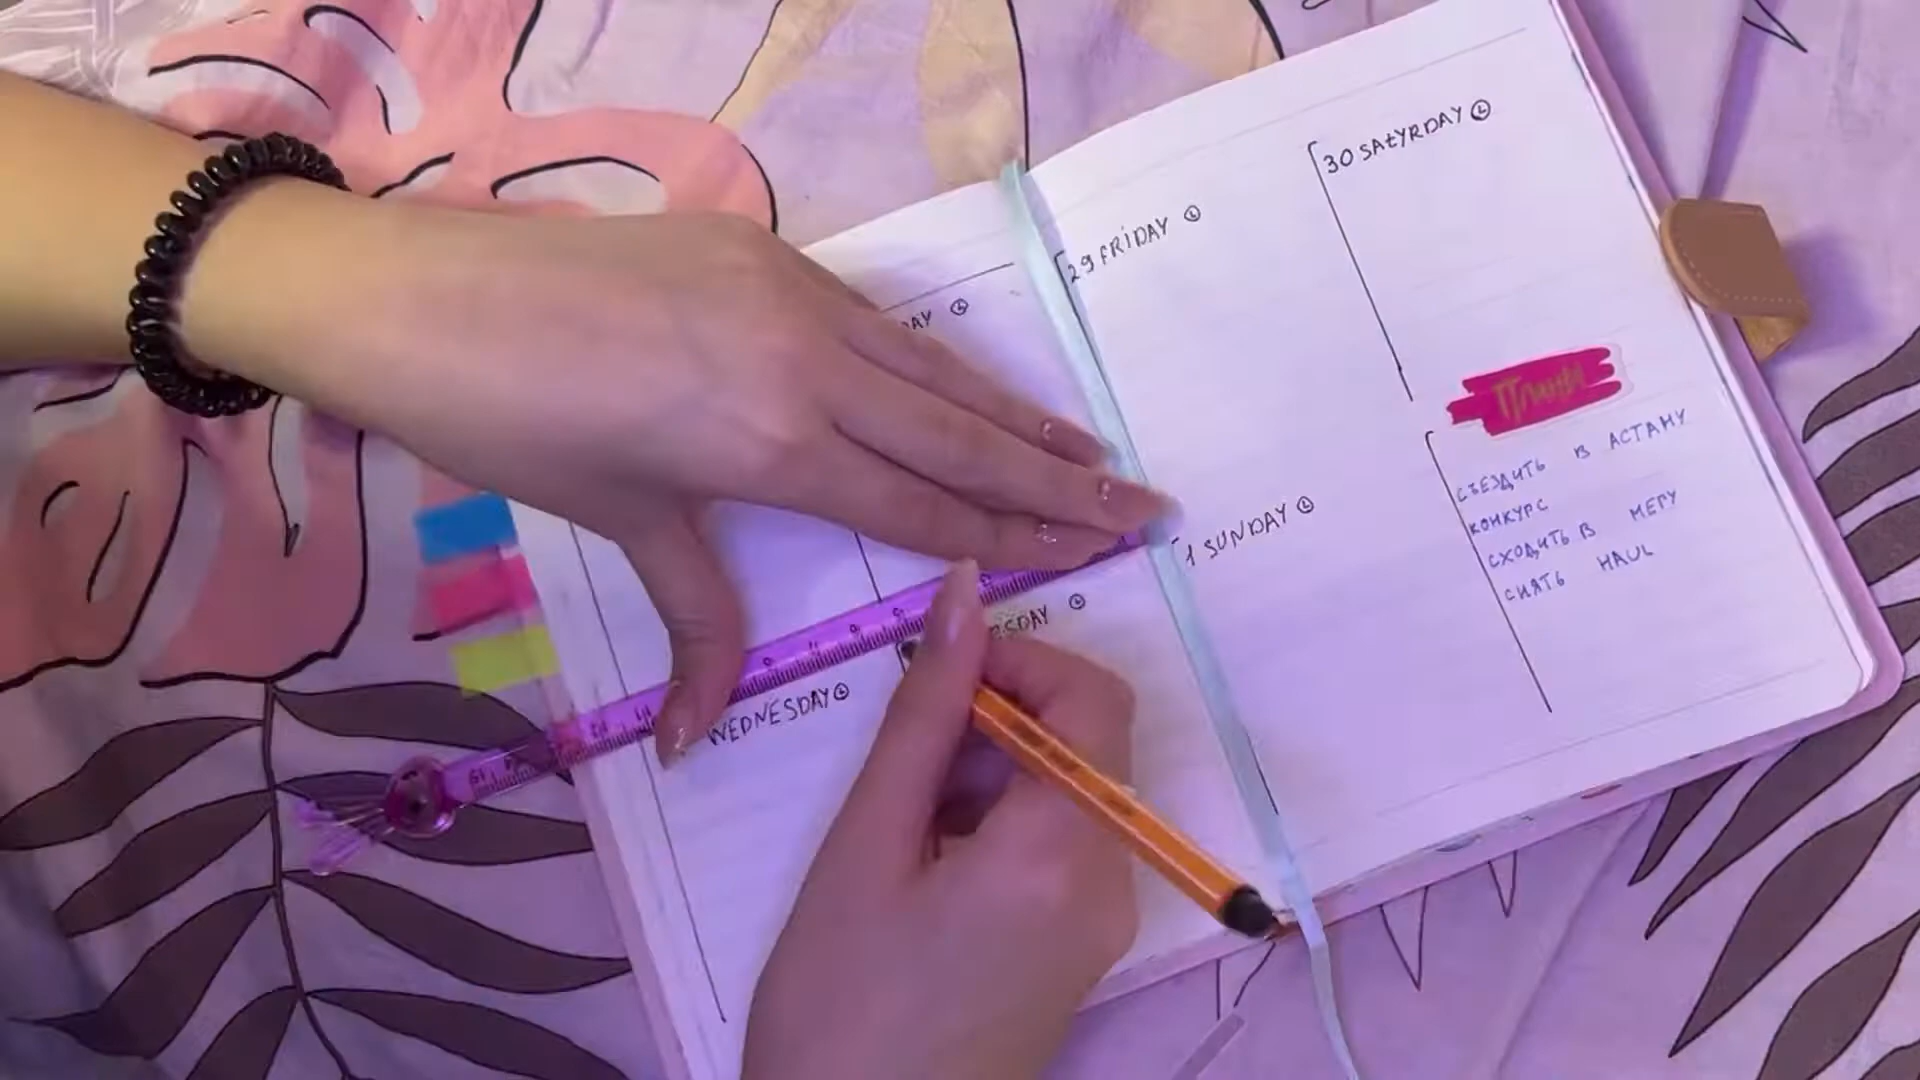 29 FRIDAY
30 SATYRDAY
1 SUNDAY
WEDNESDAY
Планы
СЪЕЗДИТЬ В АСТАНУ
КОНКУРС
СХОДИТЬ В МЕГУ
СНЯТЬ HAUL